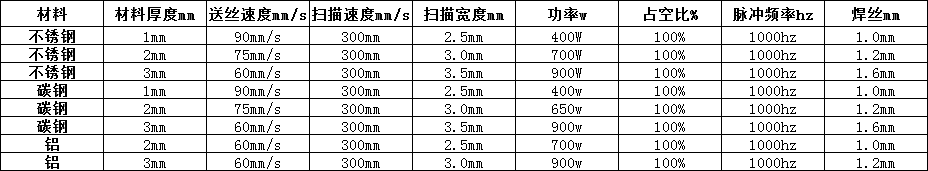 材料 材料厚度mm 送丝速度mm/s 扫描速度mm/s 扫描宽度mm 功率w 占空比% 脉冲频率hz 焊丝mm
不锈钢 1mm 90mm/s 300mm 2.5mm 400W 100% 1000hz 1.0mm
不锈钢 2mm 75mm/s 300mm 3.0mm 700W 100% 1000hz 1.2mm
不锈钢 3mm 60mm/s 300mm 3.5mm 900W 100% 1000hz 1.6mm
碳钢 1mm 90mm/s 300mm 2.5mm 400w 100% 1000hz 1.0mm
碳钢 2mm 75mm/s 300mm 3.0mm 650w 100% 1000hz 1.2mm
碳钢 3mm 60mm/s 300mm 3.5mm 900w 100% 1000hz 1.6mm
铝 2mm 60mm/s 300mm 2.5mm 700w 100% 1000hz 1.0mm
铝 3mm 60mm/s 300mm 3.0mm 900w 100% 1000hz 1.2mm